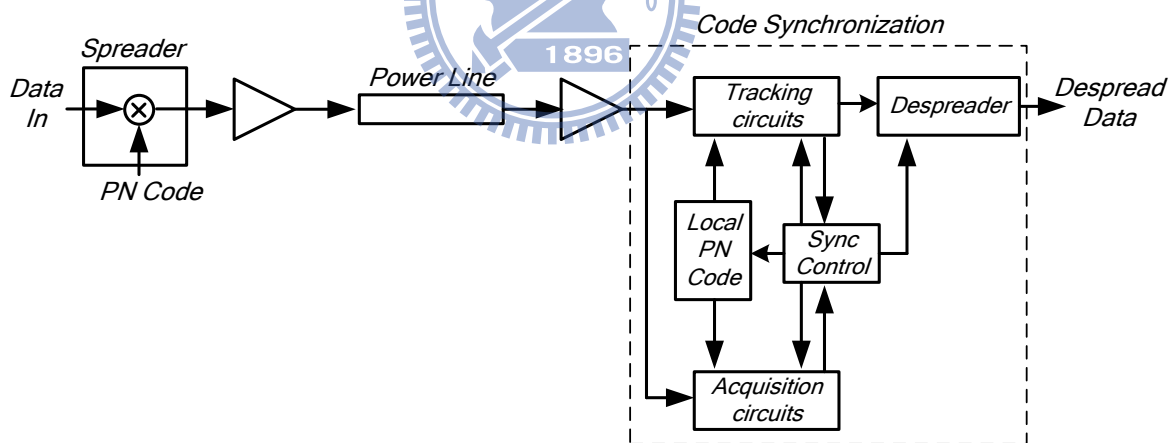 Code Synchronization
Spreader
1896
Power Line
Data
In
PN Code
Tracking
circuits
Despreader
Despread
Data
Local
PN
Code
Sync
Control
Acquisition
circuits